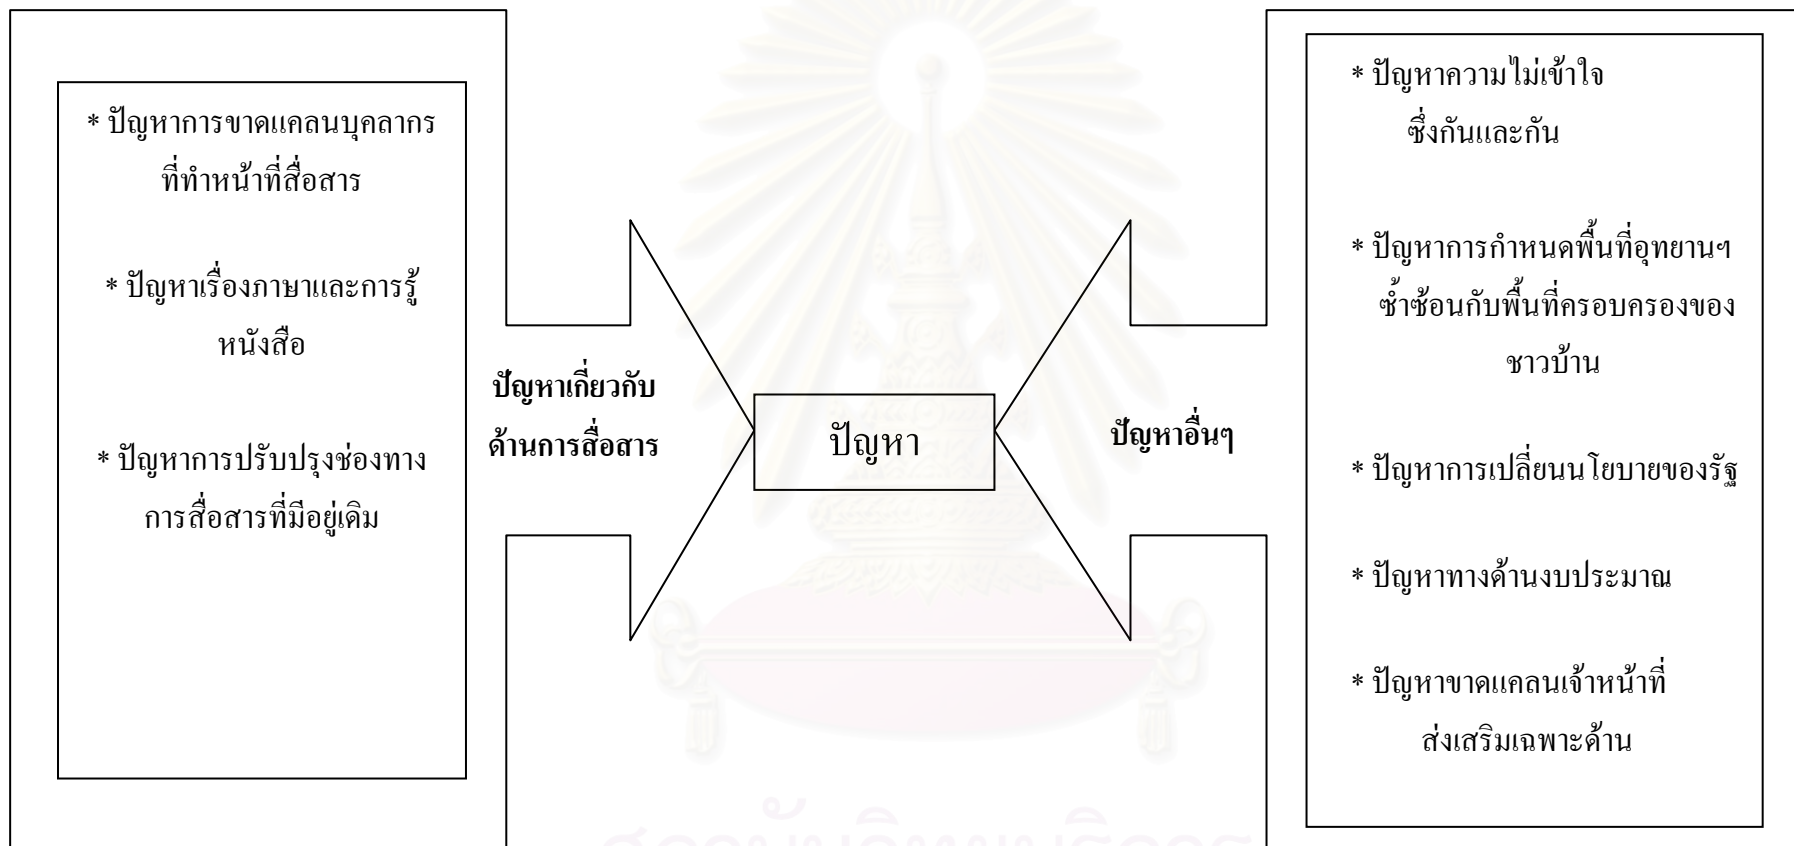 * ปัญหาการขาดแคลนบุคลากร
ที่ทำหน้าที่สื่อสาร
* ปัญหาเรื่องภาษาและการรู้
หนังสือ
* ปัญหาการปรับปรุงช่องทาง
การสื่อสารที่มีอยู่เดิม
ปัญหาเกี่ยวกับ
ด้านการสื่อสาร
ปัญหา
ปัญหาอื่นๆ
* ปัญหาความไม่เข้าใจ
ซึ่งกันและกัน
* ปัญหาการกำหนดพื้นที่อุทยานฯ
ซ้ำซ้อนกับพื้นที่ครอบครองของ
ชาวบ้าน
* ปัญหาการเปลี่ยนนโยบายของรัฐ
* ปัญหาทางด้านงบประมาณ
* ปัญหาขาดแคลนเจ้าหน้าที่
ส่งเสริมเฉพาะด้าน
สถาบันวิทยบริการ